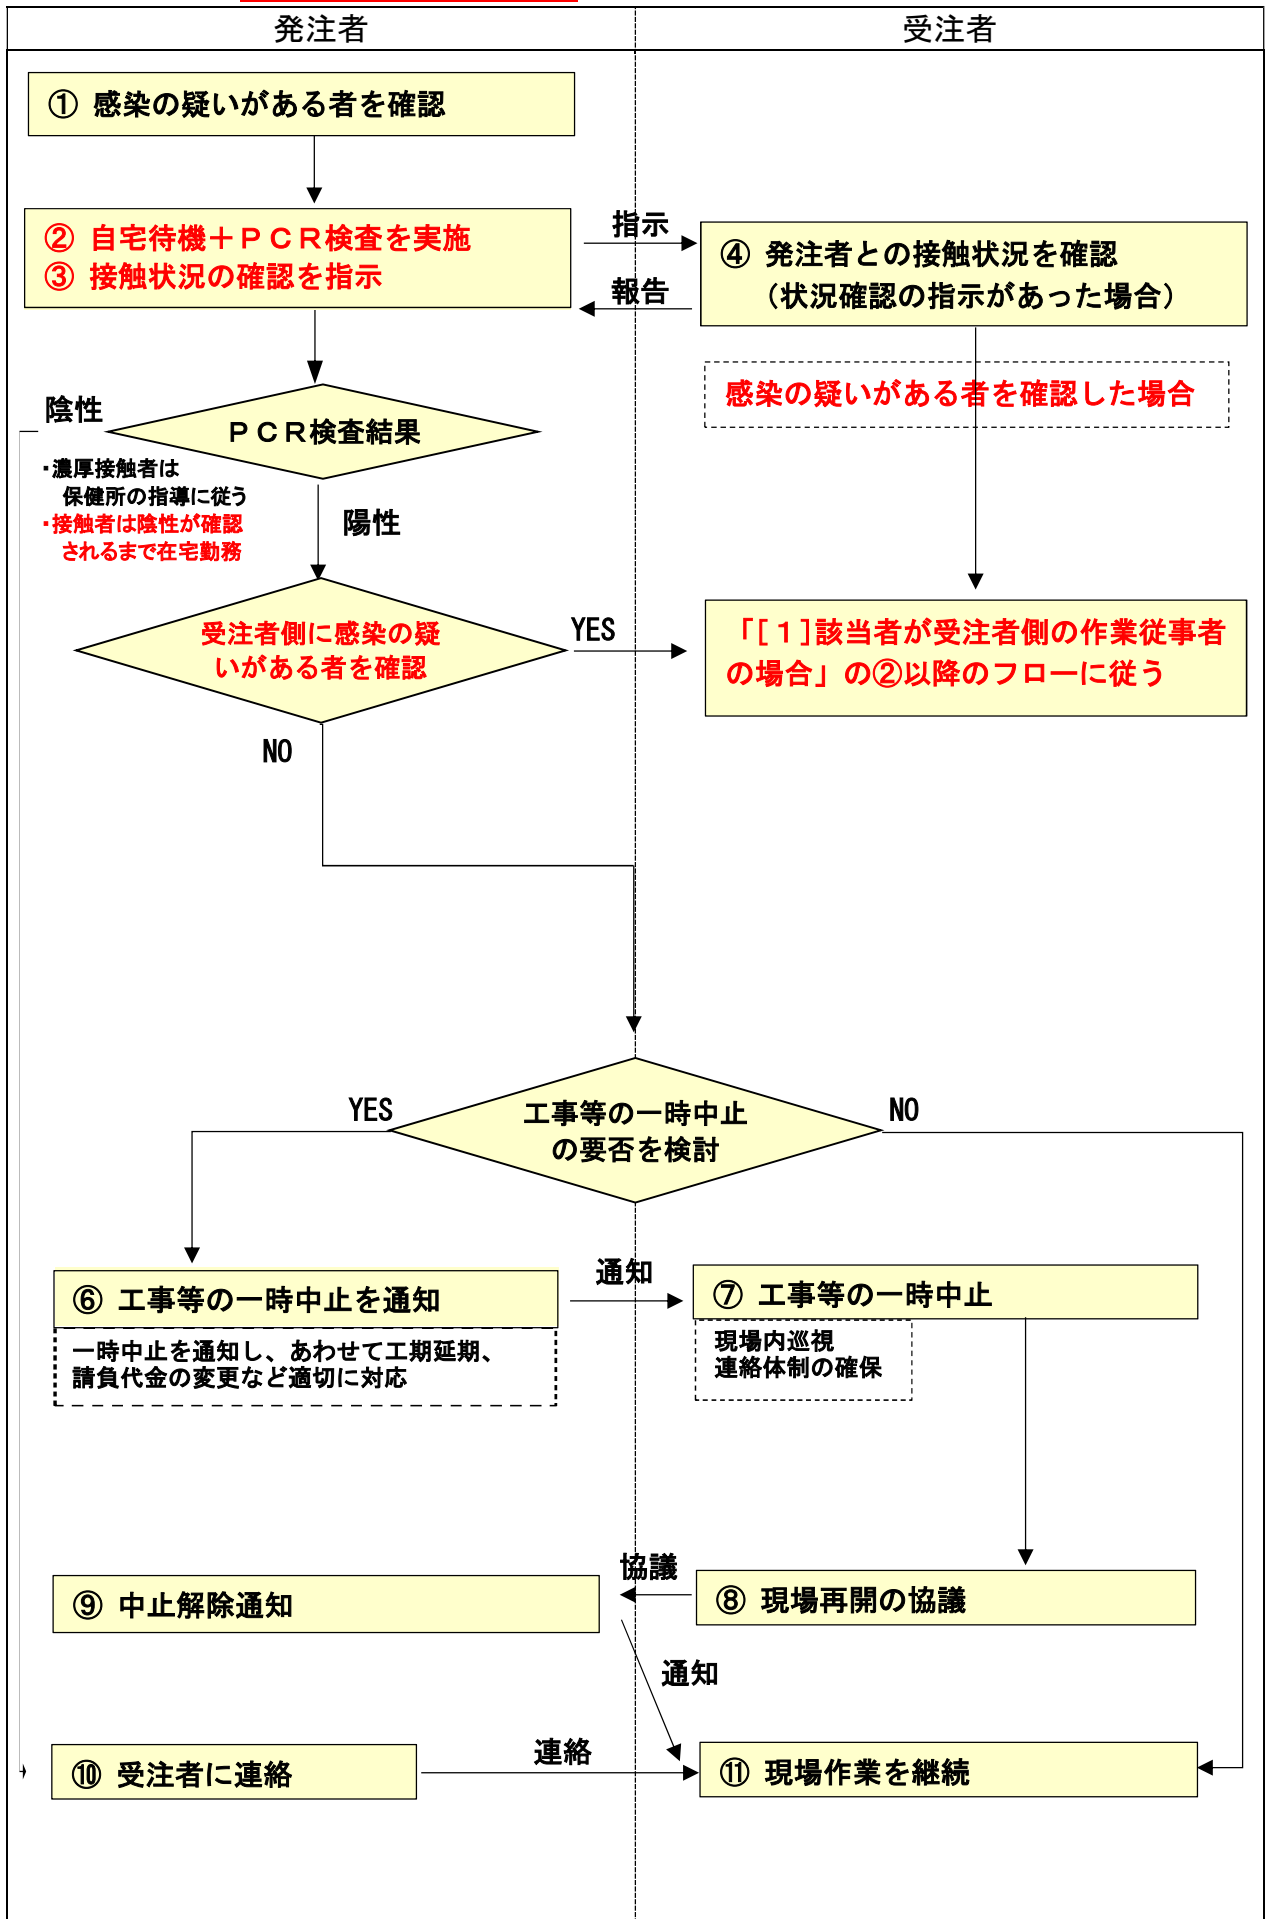 発注者
受注者
① 感染の疑いがある者を確認
② 自宅待機＋ＰＣＲ検査を実施
③ 接触状況の確認を指示
指示
報告
④ 発注者との接触状況を確認
（状況確認の指示があった場合）
感染の疑いがある者を確認した場合
陰性
ＰＣＲ検査結果
・濃厚接触者は
保健所の指導に従う
・接触者は陰性が確認
されるまで在宅勤務
陽性
受注者側に感染の疑
いがある者を確認
YES
「[１]該当者が受注者側の作業従事者
の場合」の②以降のフローに従う
NO
YES
工事等の一時中止
の要否を検討
NO
⑥ 工事等の一時中止を通知
一時中止を通知し、あわせて工期延期、
請負代金の変更など適切に対応
通知
⑦ 工事等の一時中止
現場内巡視
連絡体制の確保
協議
⑨ 中止解除通知
⑧ 現場再開の協議
通知
⑩ 受注者に連絡
連絡
⑪ 現場作業を継続